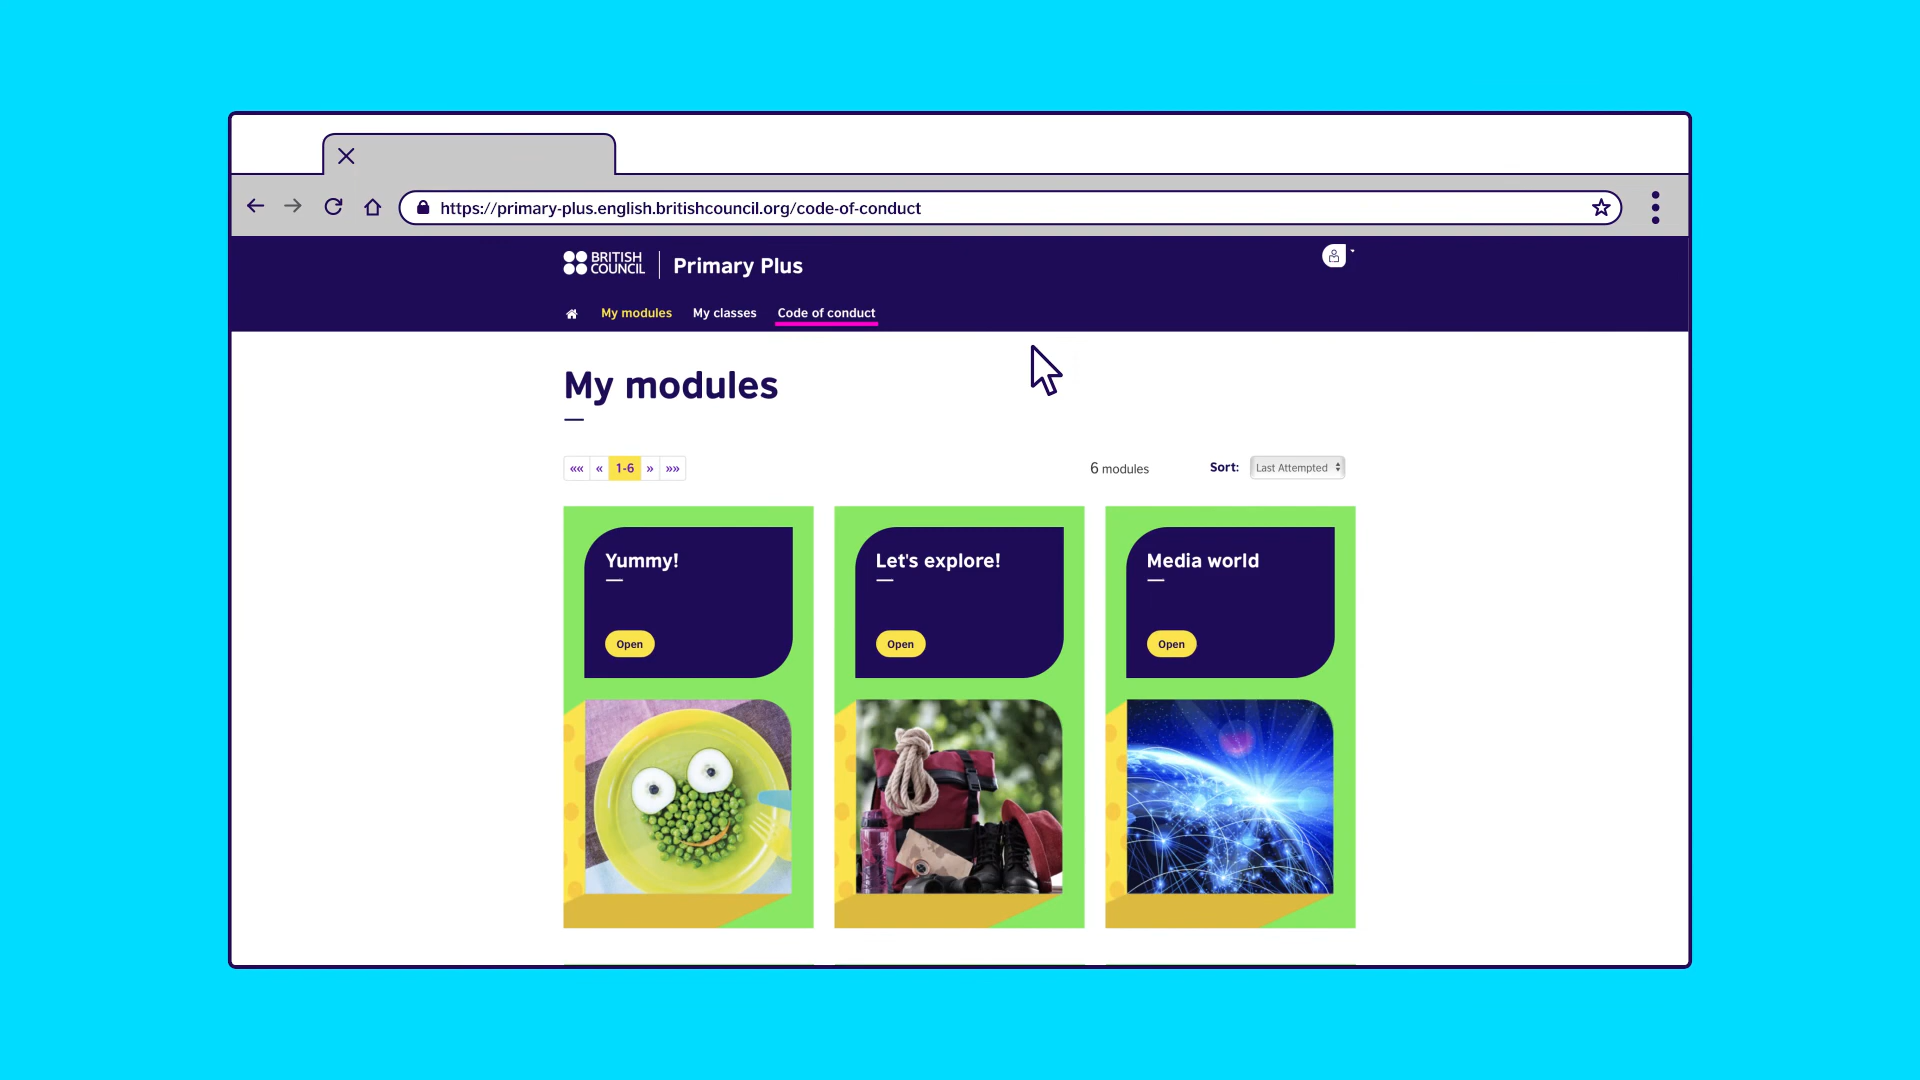 https://primary-plus.english.britishcouncil.org/code-of-conduct
BRITISH COUNCIL
Primary Plus
My modules My classes Code of conduct
My modules
«« « 1-6 » »»
6 modules
Sort: Last Attempted
Yummy!
Open
Let's explore!
Open
Media world
Open